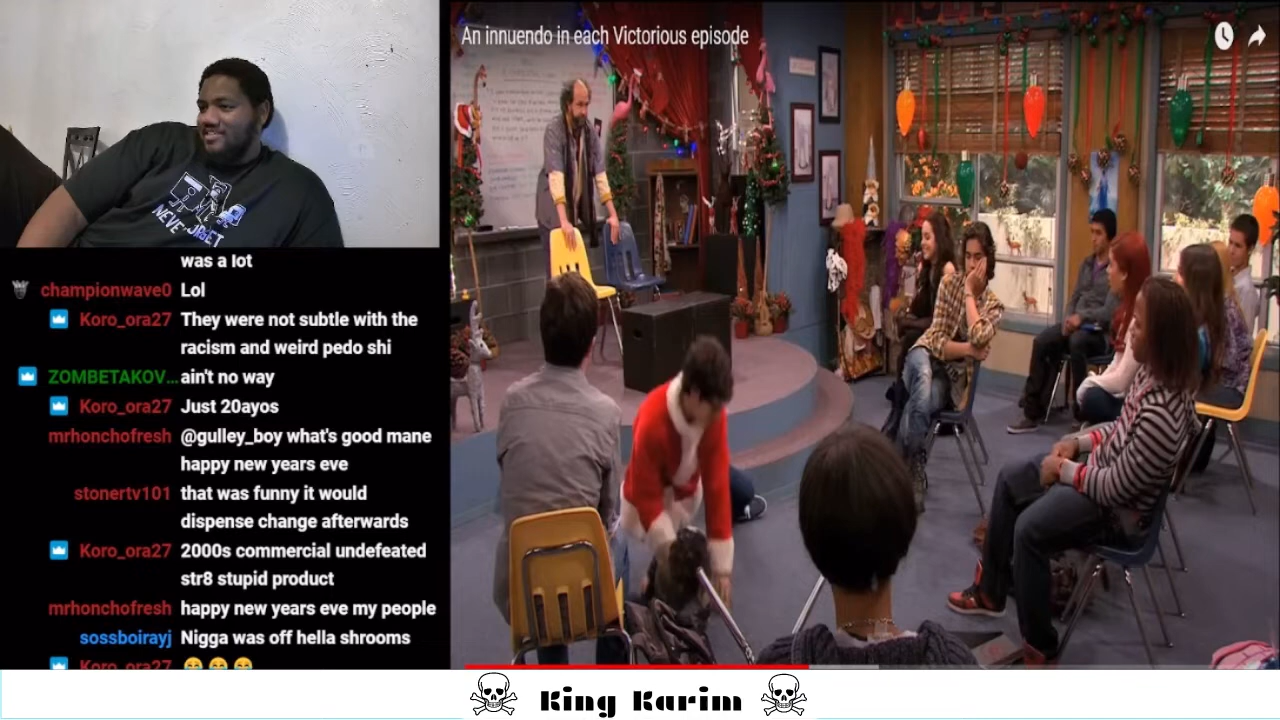 An innuendo in each Victorious episode
NEVE
RGET
was a lot
championwave0 Lol
Koro_ora27 They were not subtle with the
racism and weird pedo shi
ZOMBETAKOV... ain't no way
Koro_ora27 Just 20ayos
mrhonchofresh @gulley_boy what's good mane
happy new years eve
stonertv101 that was funny it would
dispense change afterwards
Koro_ora27 2000s commercial undefeated
str8 stupid product
mrhonchofresh happy new years eve my people
sossboirayj Nigga was off hella shrooms
Koro_ora27 😁 😁 😁
King Karim